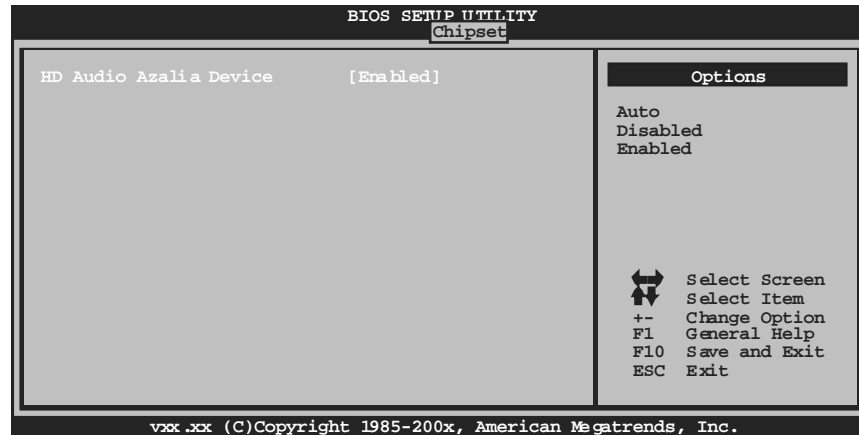 BIOS SETUP UTILITY
Chipset
HD Audio Azalia Device [Enabled]
Options
Auto
Disabled
Enabled
Select Screen
Select Item
+- Change Option
F1 General Help
F10 Save and Exit
ESC Exit
vxx.xx (C)Copyright 1985-200x, American Megatrends, Inc.